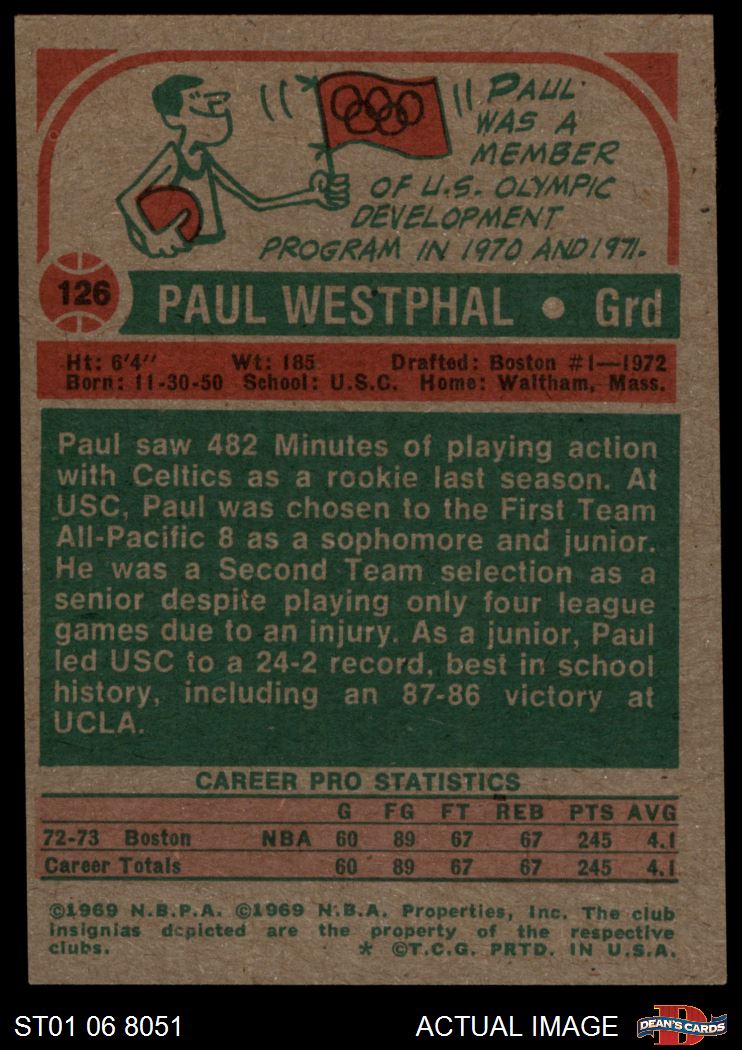 PAUL
WAS A
MEMBER
OF U.S. OLYMPIC
DEVELOPMENT
PROGRAM IN 1970 AND 1971.
126
PAUL WESTPHAL • Grd
Ht: 6'4" Wt: 185 Drafted: Boston #1—1972
Born: 11-30-50 School: U.S.C. Home: Waltham, Mass.
Paul saw 482 Minutes of playing action
with Celtics as a rookie last season. At
USC, Paul was chosen to the First Team
All-Pacific 8 as a sophomore and junior.
He was a Second Team selection as a
senior despite playing only four league
games due to an injury. As a junior, Paul
led USC to a 24-2 record, best in school
history, including an 87-86 victory at
UCLA.
CAREER PRO STATISTICS
G FG FT REB PTS AVG
72-73 Boston NBA 60 89 67 67 245 4.1
Career Totals 60 89 67 67 245 4.1
©1969 N.B.P.A. ©1969 N.B.A. Properties, Inc. The club
insignias depicted are the property of the respective
clubs. * ©T.C.G. PRTD. IN U.S.A.
ST01 06 8051 ACTUAL IMAGE D DEAN'S CARDS